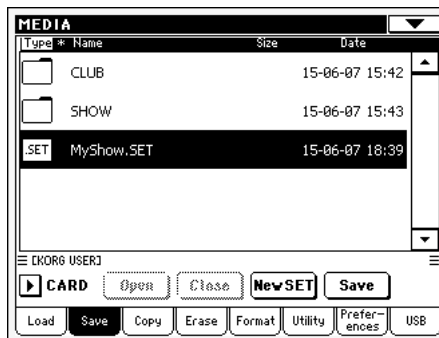 MEDIA
Type * Name Size Date
CLUB 15-06-07 15:42
SHOW 15-06-07 15:43
.SET MyShow.SET 15-06-07 18:39
[KORG USER]
CARD Open Close New SET Save
Load Save Copy Erase Format Utility Prefer-ences USB